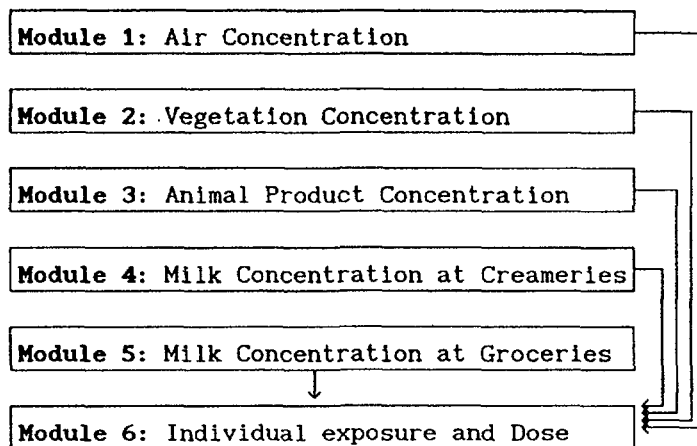 Module 1: Air Concentration
Module 2: Vegetation Concentration
Module 3: Animal Product Concentration
Module 4: Milk Concentration at Creameries
Module 5: Milk Concentration at Groceries
Module 6: Individual exposure and Dose